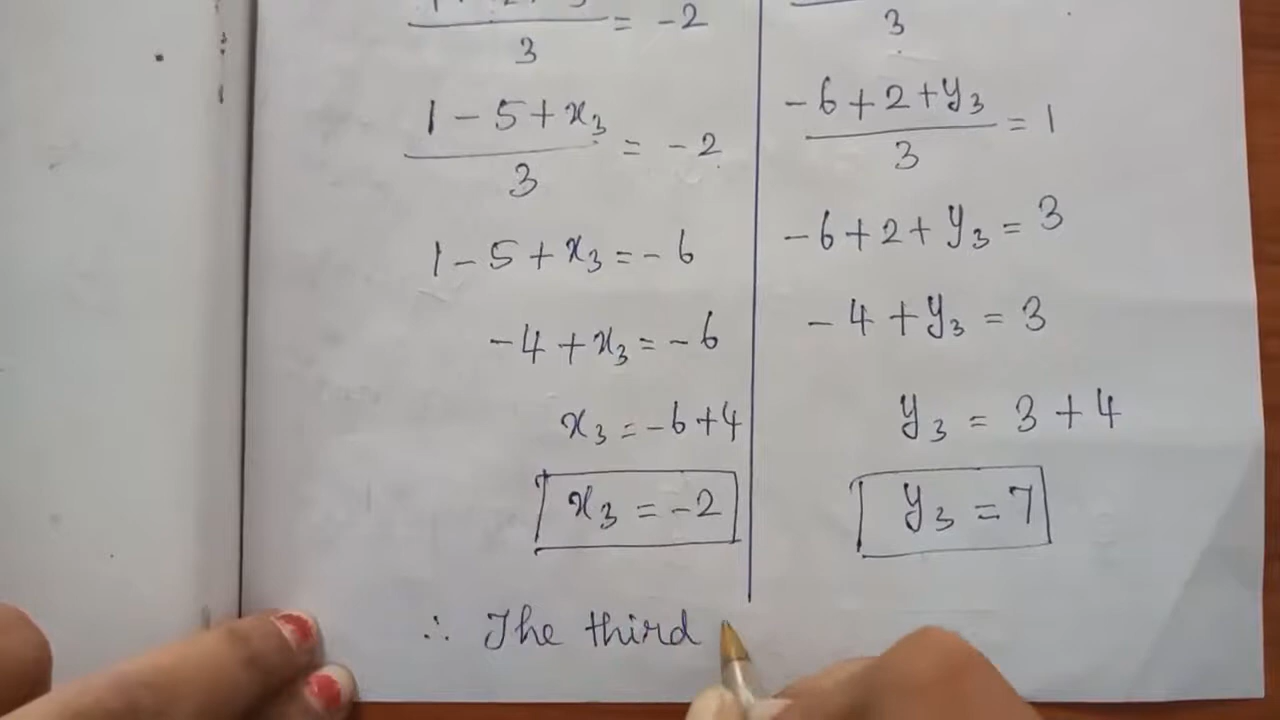 3 = -2
1 - 5 + x₃
3 = -2
1 - 5 + x₃ = - 6
-4 + x₃ = - 6
x₃ = -6 + 4
x₃ = -2
3
-6 + 2 + y₃
3 = 1
-6 + 2 + y₃ = 3
-4 + y₃ = 3
y₃ = 3 + 4
y₃ = 7
∴ The third